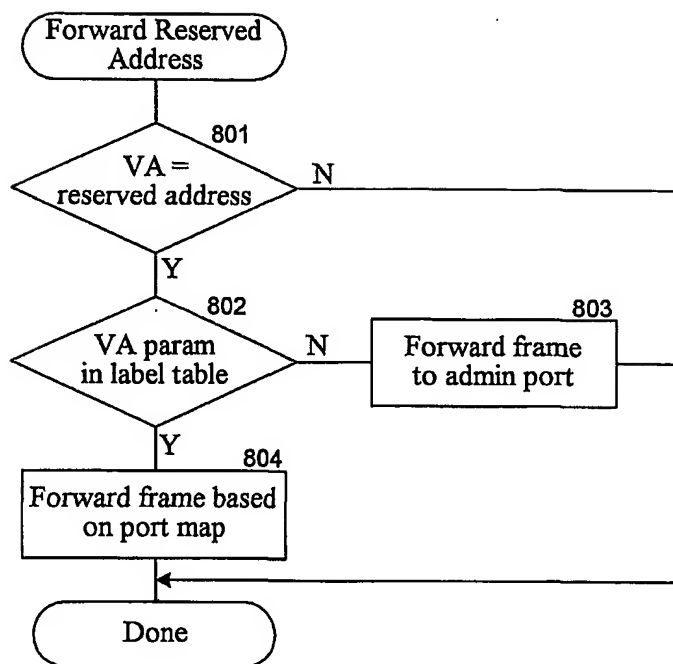 Forward Reserved
Address
801
VA =
reserved address
N
Y
802
VA param
in label table
N
803
Forward frame
to admin port
Y
804
Forward frame based
on port map
Done